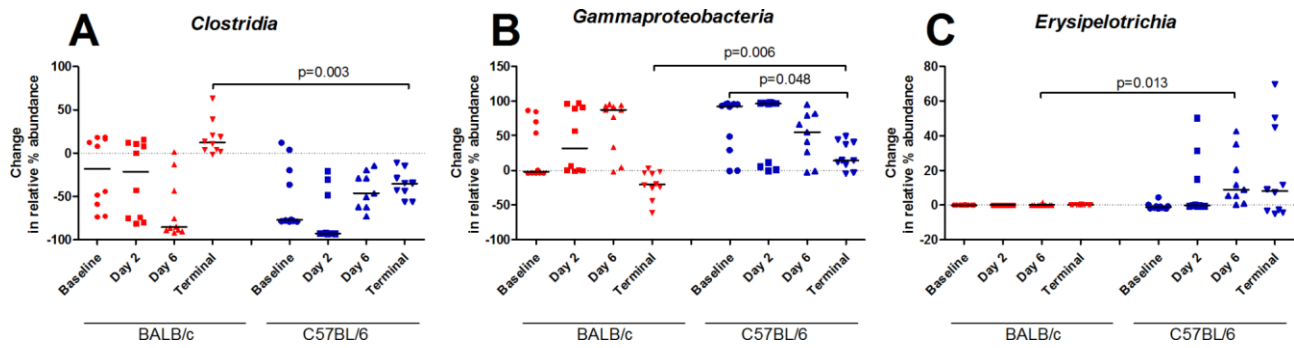 A
Clostridia
p=0.003
Change
in relative % abundance
100
50
0
-50
-100
Baseline
Day 2
Day 6
Terminal
Baseline
Day 2
Day 6
Terminal
BALB/c
C57BL/6
B
Gammaproteobacteria
p=0.006
p=0.048
Change
in relative % abundance
150
100
50
0
-50
-100
Baseline
Day 2
Day 6
Terminal
Baseline
Day 2
Day 6
Terminal
BALB/c
C57BL/6
C
Erysipelotrichia
p=0.013
Change
in relative % abundance
80
60
40
20
0
-20
Baseline
Day 2
Day 6
Terminal
Baseline
Day 2
Day 6
Terminal
BALB/c
C57BL/6